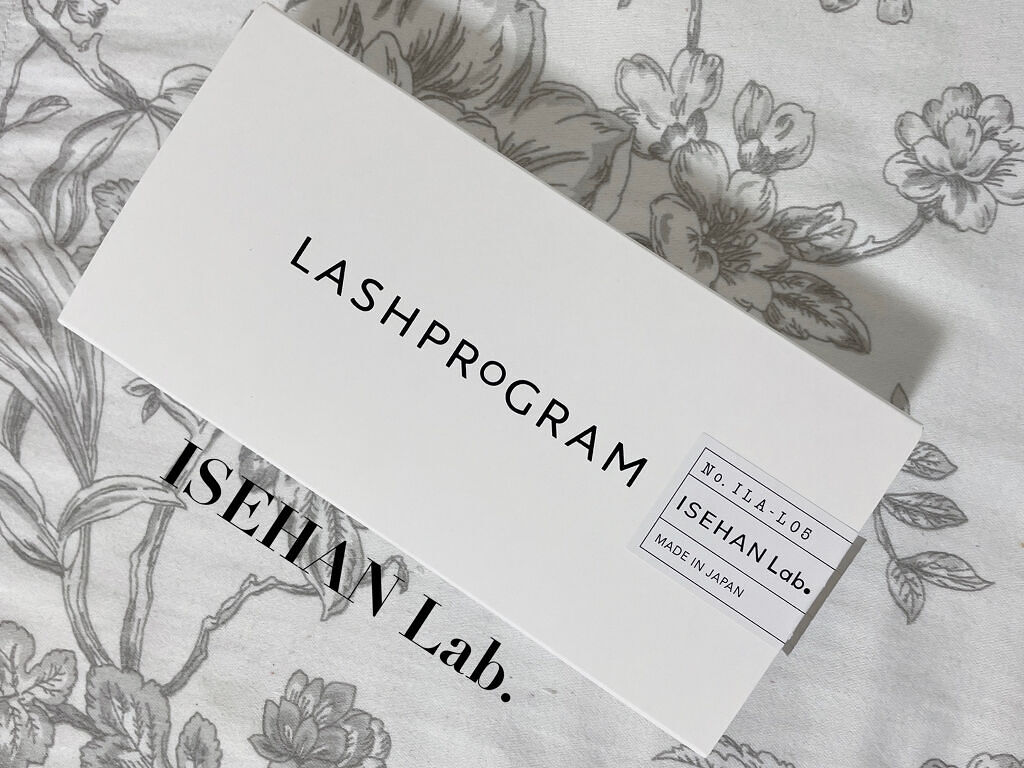 LASHPROGRAM
No. ILA-L05
ISEHAN Lab.
MADE IN JAPAN
ISEHAN Lab.